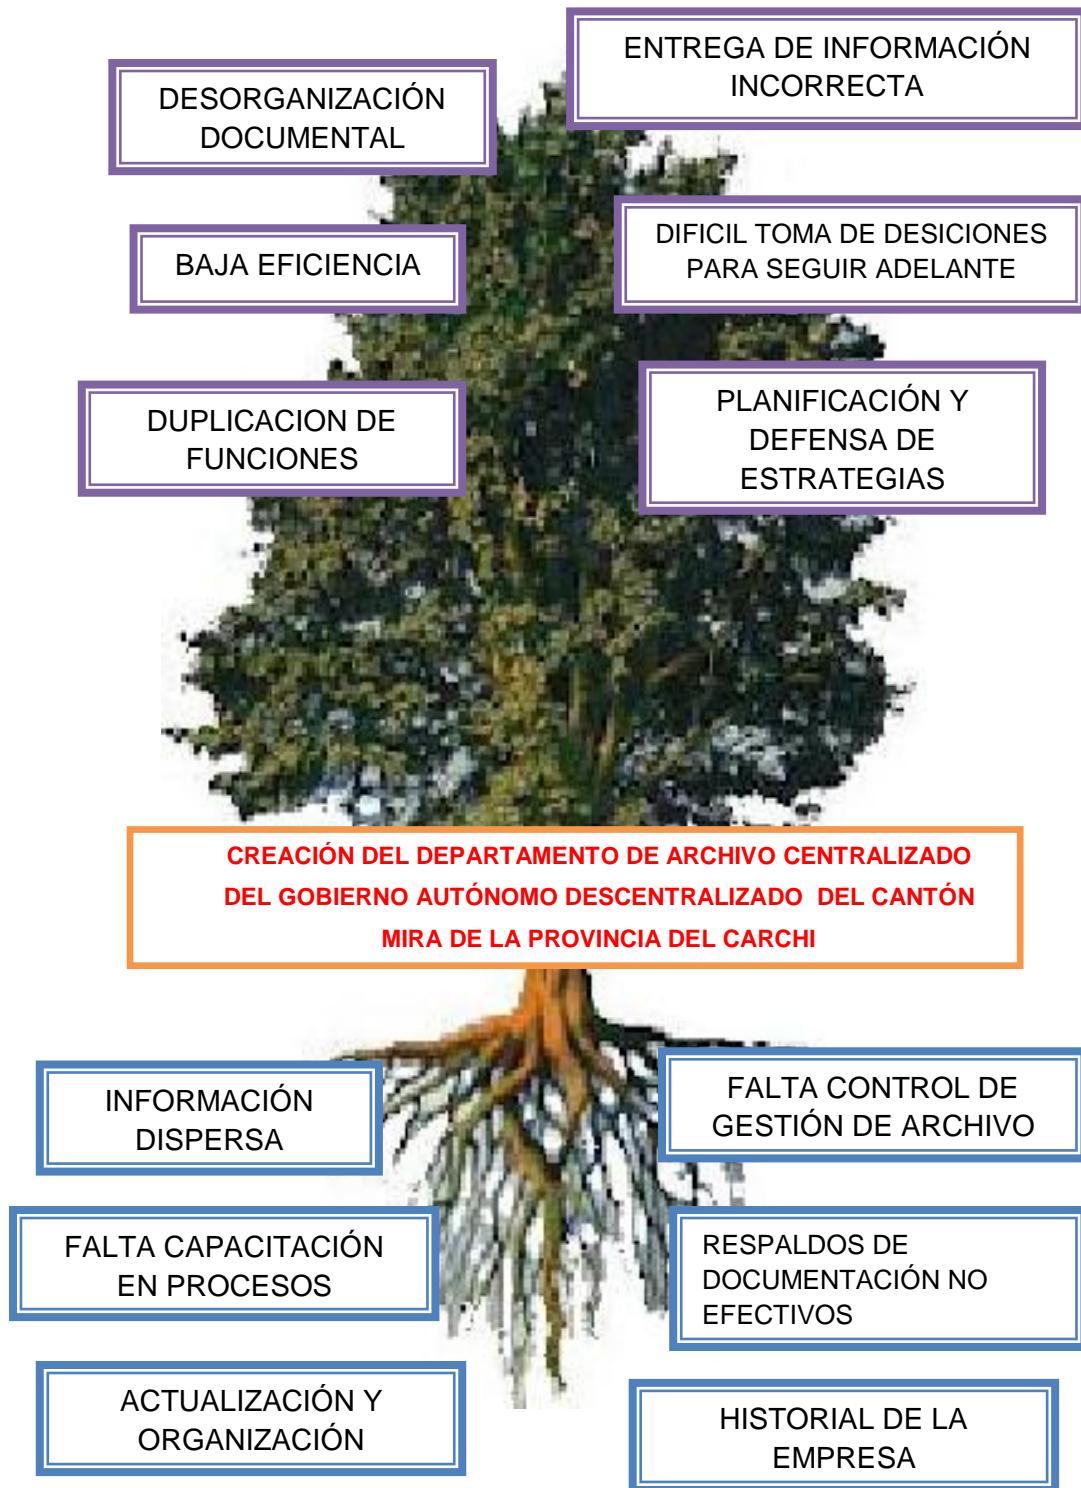 ENTREGA DE INFORMACIÓN
INCORRECTA
DESORGANIZACIÓN
DOCUMENTAL
DIFICIL TOMA DE DESICIONES
PARA SEGUIR ADELANTE
BAJA EFICIENCIA
PLANIFICACIÓN Y
DEFENSA DE
ESTRATEGIAS
DUPLICACION DE
FUNCIONES
CREACIÓN DEL DEPARTAMENTO DE ARCHIVO CENTRALIZADO
DEL GOBIERNO AUTÓNOMO DESCENTRALIZADO DEL CANTÓN
MIRA DE LA PROVINCIA DEL CARCHI
INFORMACIÓN
DISPERSA
FALTA CONTROL DE
GESTIÓN DE ARCHIVO
FALTA CAPACITACIÓN
EN PROCESOS
RESPALDOS DE
DOCUMENTACIÓN NO
EFECTIVOS
ACTUALIZACIÓN Y
ORGANIZACIÓN
HISTORIAL DE LA
EMPRESA